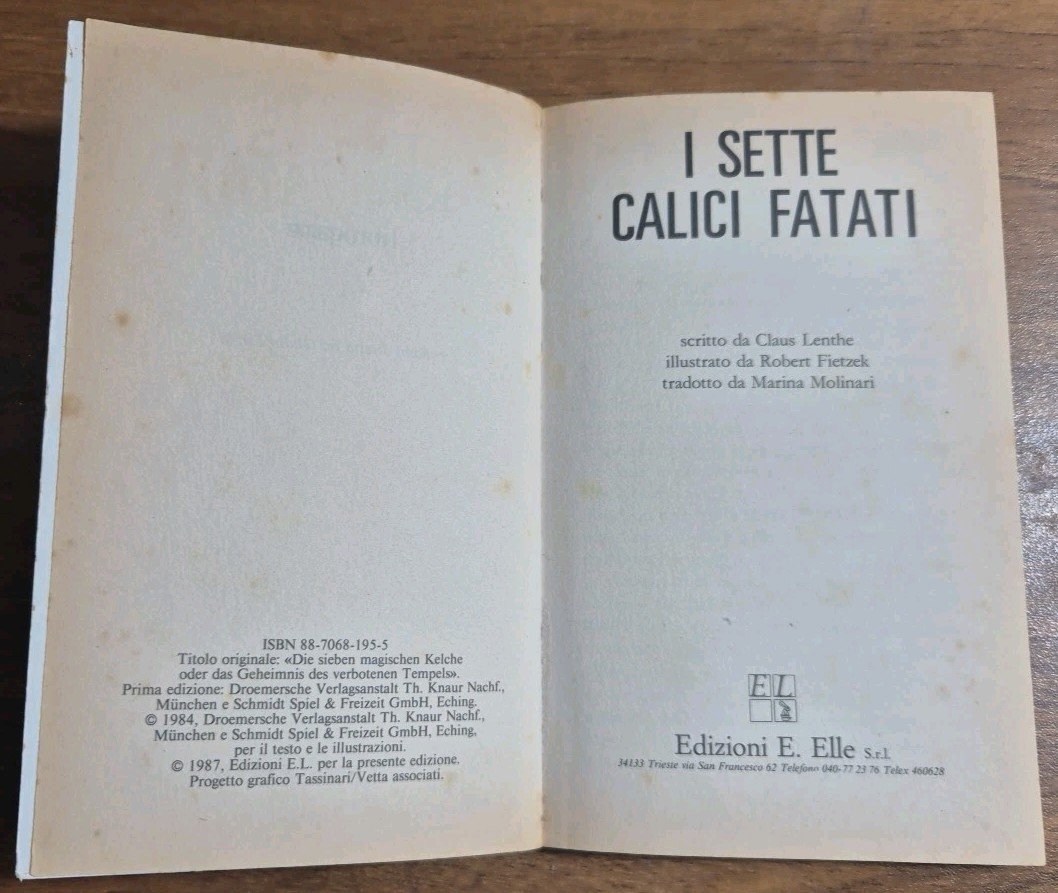 ISBN 88-7068-195-5
Titolo originale: «Die sieben magischen Kelche
oder das Geheimnis des verbotenen Tempels».
Prima edizione: Droemersche Verlagsanstalt Th. Knaur Nachf.,
München e Schmidt Spiel & Freizeit GmbH, Eching.
© 1984, Droemersche Verlagsanstalt Th. Knaur Nachf.,
München e Schmidt Spiel & Freizeit GmbH, Eching,
per il testo e le illustrazioni.
© 1987, Edizioni E.L. per la presente edizione.
Progetto grafico Tassinari/Vetta associati.
I SETTE
CALICI FATATI
scritto da Claus Lenthe
illustrato da Robert Fietzek
tradotto da Marina Molinari
E L
Edizioni E. Elle S.r.l.
34133 Trieste via San Francesco 62 Telefono 040-77 23 76 Telex 460628